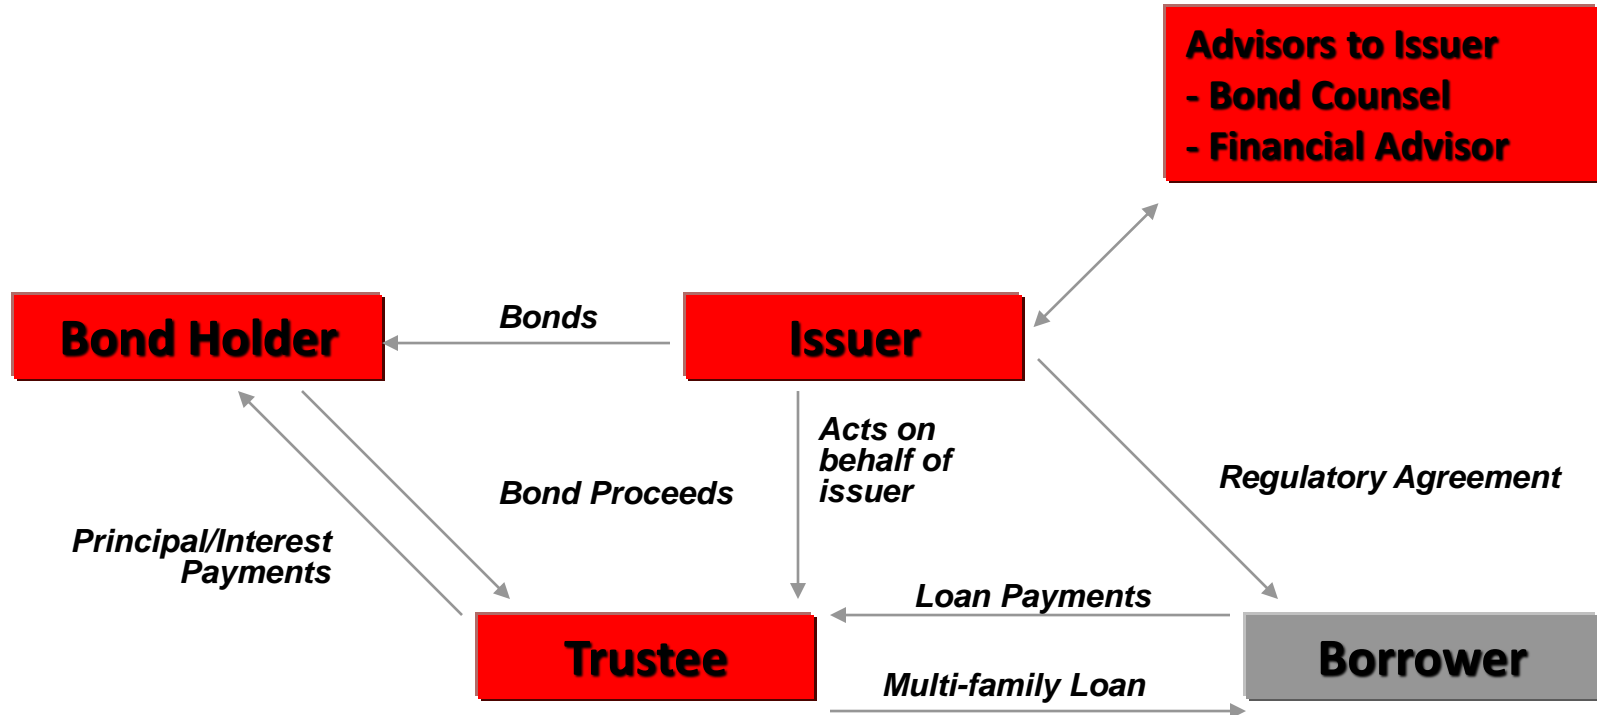 Advisors to Issuer
- Bond Counsel
- Financial Advisor
Bonds
Bond Holder
Issuer
Acts on
behalf of
issuer
Regulatory Agreement
Bond Proceeds
Principal/Interest
Payments
Loan Payments
Trustee
Borrower
Multi-family Loan